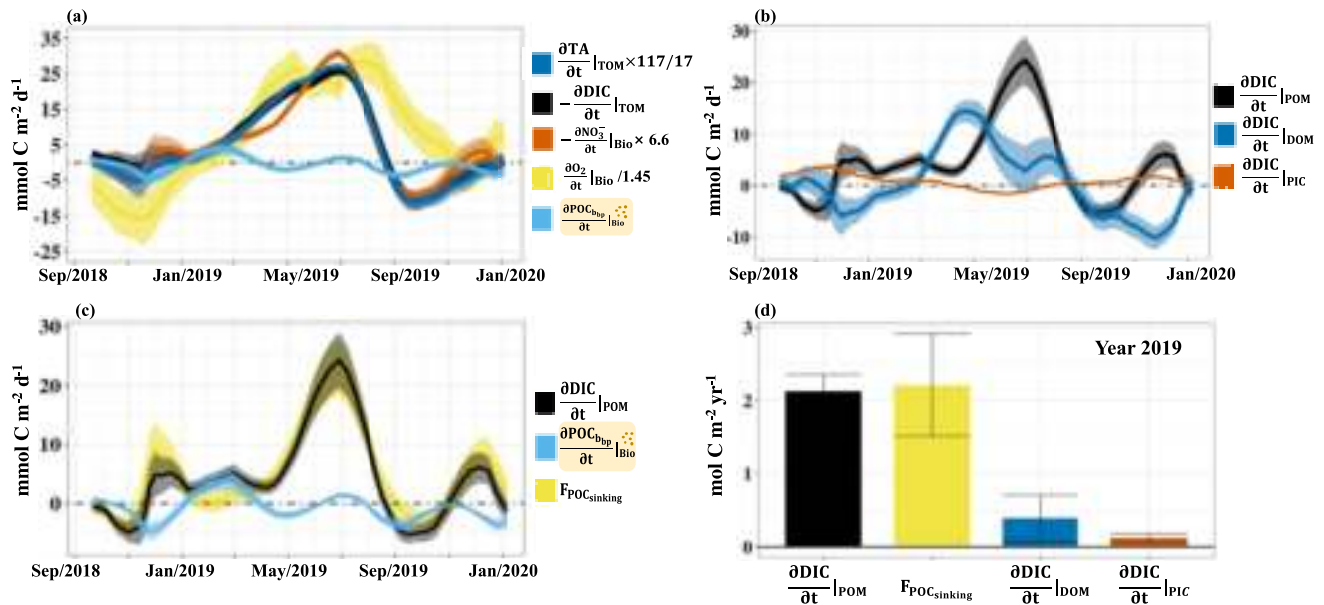 (a)
mmol C m⁻² d⁻¹
35
25
15
5
-5
-15
-25
Sep/2018 Jan/2019 May/2019 Sep/2019 Jan/2020
∂TA/∂t |TOM ×117/17
−∂DIC/∂t |TOM
−∂NO₃⁻/∂t |Bio × 6.6
∂O₂/∂t |Bio /1.45
∂POC_bbp/∂t |Bio
(b)
mmol C m⁻² d⁻¹
30
20
10
0
-10
Sep/2018 Jan/2019 May/2019 Sep/2019 Jan/2020
∂DIC/∂t |POM
∂DIC/∂t |DOM
∂DIC/∂t |PIC
(c)
mmol C m⁻² d⁻¹
30
20
10
0
Sep/2018 Jan/2019 May/2019 Sep/2019 Jan/2020
∂DIC/∂t |POM
∂POC_bbp/∂t |Bio
F_POCsinking
(d)
Year 2019
mol C m⁻² yr⁻¹
3
2
1
0
∂DIC/∂t |POM F_POCsinking ∂DIC/∂t |DOM ∂DIC/∂t |PIC